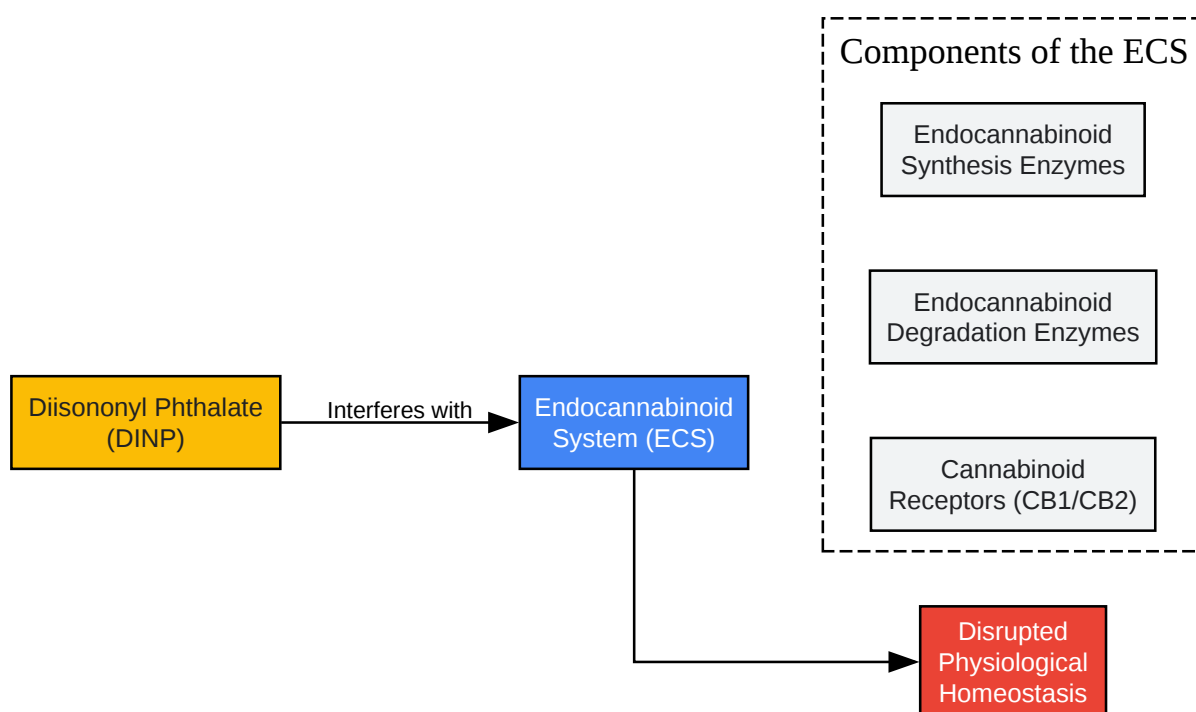 Components of the ECS
Endocannabinoid
Synthesis Enzymes
Endocannabinoid
Degradation Enzymes
Diisononyl Phthalate
(DINP)
Interferes with
Endocannabinoid
System (ECS)
Cannabinoid
Receptors (CB1/CB2)
Disrupted
Physiological
Homeostasis